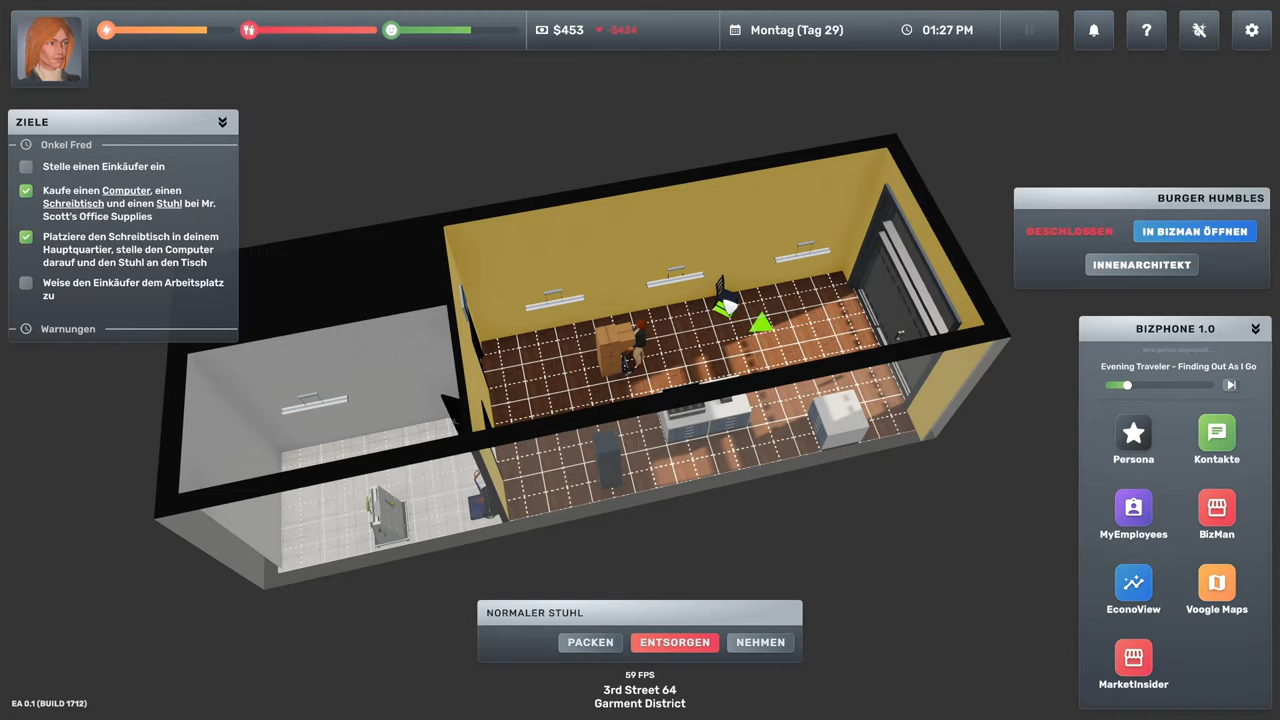 $453 -$424
Montag (Tag 29)
01:27 PM
?
ZIELE
Onkel Fred
Stelle einen Einkäufer ein
Kaufe einen Computer, einen
Schreibtisch und einen Stuhl bei Mr.
Scott's Office Supplies
Platziere den Schreibtisch in deinem
Hauptquartier, stelle den Computer
darauf und den Stuhl an den Tisch
Weise den Einkäufer dem Arbeitsplatz
zu
Warnungen
BURGER HUMBLES
GESCHLOSSEN
IN BIZMAN ÖFFNEN
INNENARCHITEKT
BIZPHONE 1.0
Evening Traveler - Finding Out As I Go
Persona
Kontakte
MyEmployees
BizMan
EconoView
Voogle Maps
MarketInsider
NORMALER STUHL
PACKEN
ENTSORGEN
NEHMEN
59 FPS
3rd Street 64
Garment District
EA 0.1 (BUILD 1712)